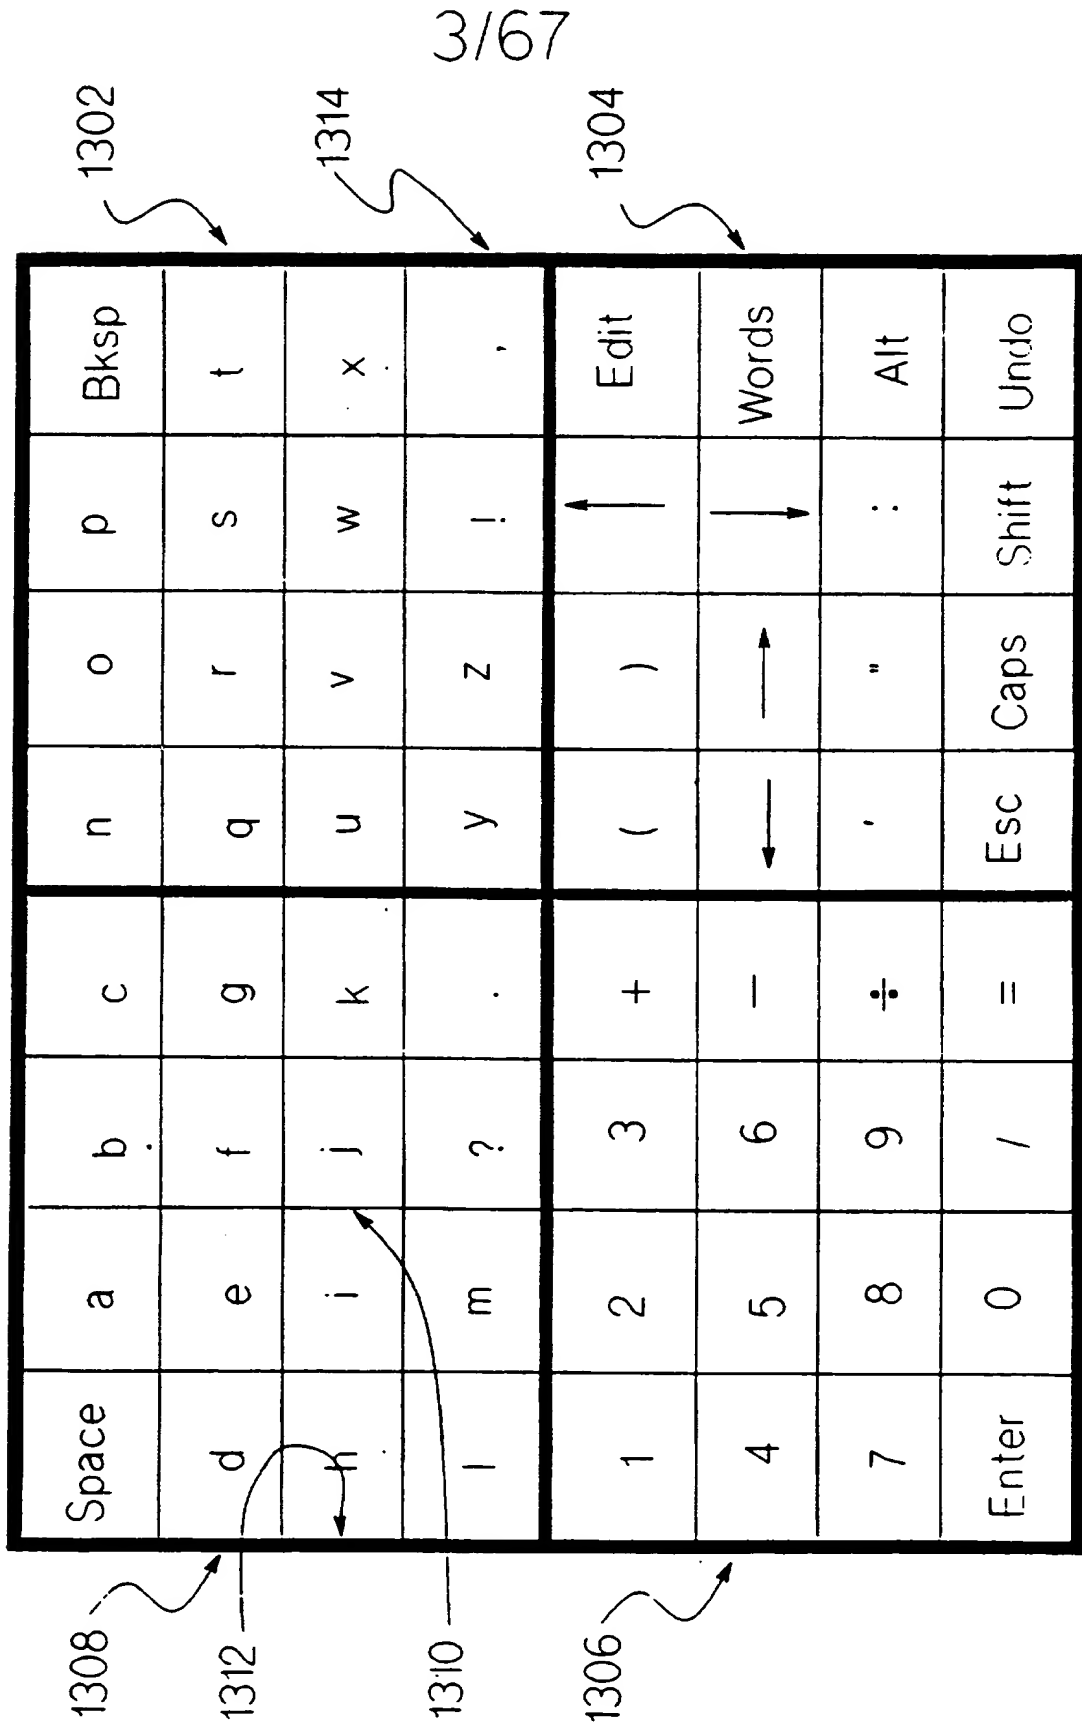 3/67
1308 Space a b c n o p Bksp 1302
1312 d e f g q r s t
h i j k u v w x 1314
1310 l m ? . y z ! ,
1306 1 2 3 + ( ) ↑ Edit 1304
4 5 6 − ← → ↓ Words
7 8 9 ÷ ' " : Alt
Enter 0 / = Esc Caps Shift Undo